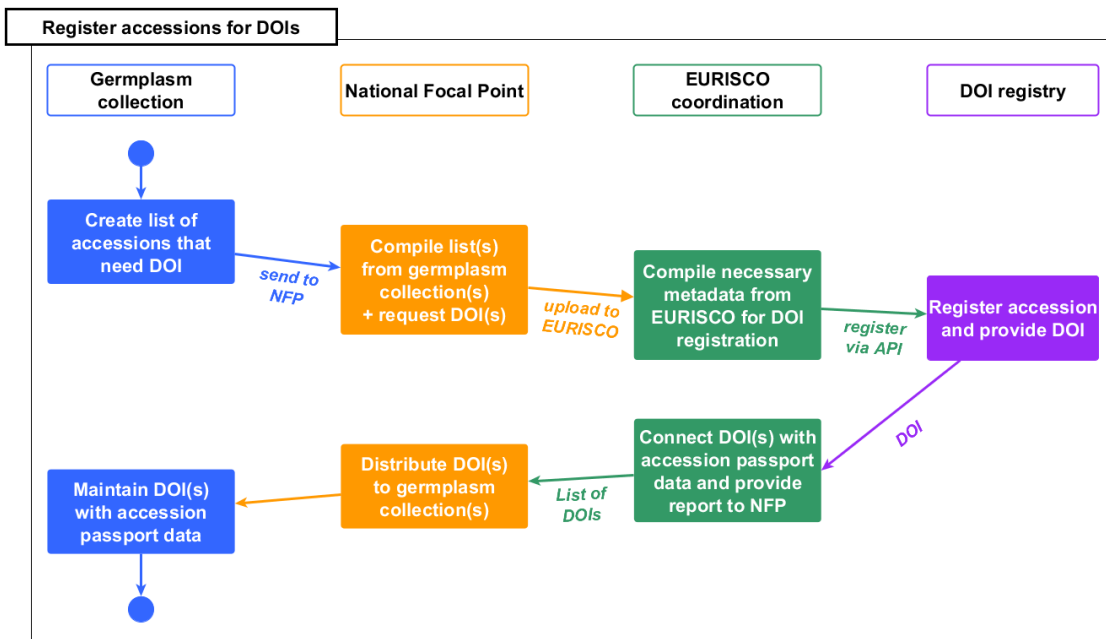 Register accessions for DOIs
Germplasm
collection
National Focal Point
EURISCO
coordination
DOI registry
Create list of
accessions that
need DOI
send to
NFP
Compile list(s)
from germplasm
collection(s)
+ request DOI(s)
upload to
EURISCO
Compile necessary
metadata from
EURISCO for DOI
registration
register
via API
Register accession
and provide DOI
DOI
Connect DOI(s) with
accession passport
data and provide
report to NFP
List of
DOIs
Distribute DOI(s)
to germplasm
collection(s)
Maintain DOI(s)
with accession
passport data